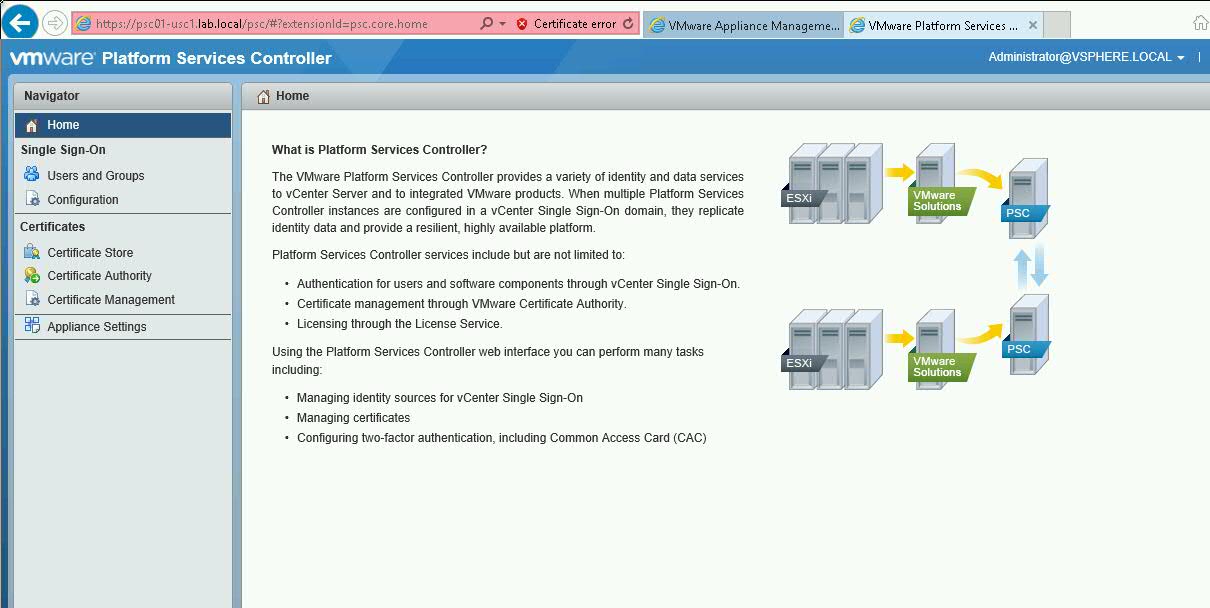 https://psc01-usc1.lab.local/psc/#?extensionId=psc.core.home
Certificate error
VMware Appliance Manageme...
VMware Platform Services ...
vmware Platform Services Controller
Administrator@VSPHERE.LOCAL
Navigator
Home
Single Sign-On
Users and Groups
Configuration
Certificates
Certificate Store
Certificate Authority
Certificate Management
Appliance Settings
Home
What is Platform Services Controller?
The VMware Platform Services Controller provides a variety of identity and data services
to vCenter Server and to integrated VMware products. When multiple Platform Services
Controller instances are configured in a vCenter Single Sign-On domain, they replicate
identity data and provide a resilient, highly available platform.
Platform Services Controller services include but are not limited to:
• Authentication for users and software components through vCenter Single Sign-On.
• Certificate management through VMware Certificate Authority.
• Licensing through the License Service.
Using the Platform Services Controller web interface you can perform many tasks
including:
• Managing identity sources for vCenter Single Sign-On
• Managing certificates
• Configuring two-factor authentication, including Common Access Card (CAC)
ESXi
VMware
Solutions
PSC
ESXi
VMware
Solutions
PSC